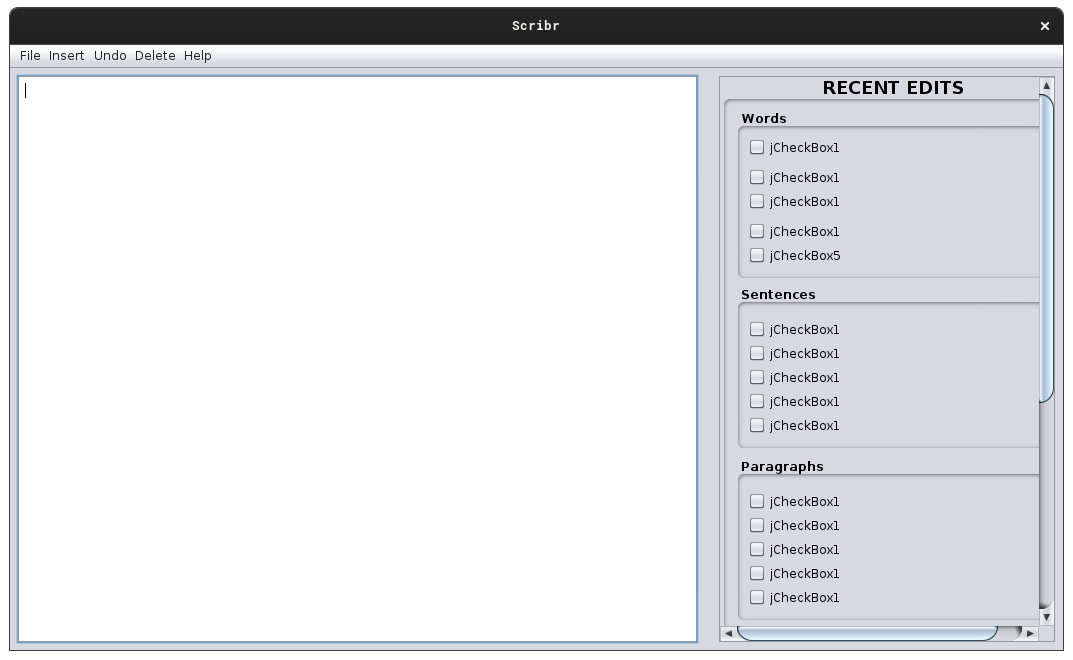 Scribr
File Insert Undo Delete Help
RECENT EDITS
Words
jCheckBox1
jCheckBox1
jCheckBox1
jCheckBox1
jCheckBox5
Sentences
jCheckBox1
jCheckBox1
jCheckBox1
jCheckBox1
jCheckBox1
Paragraphs
jCheckBox1
jCheckBox1
jCheckBox1
jCheckBox1
jCheckBox1